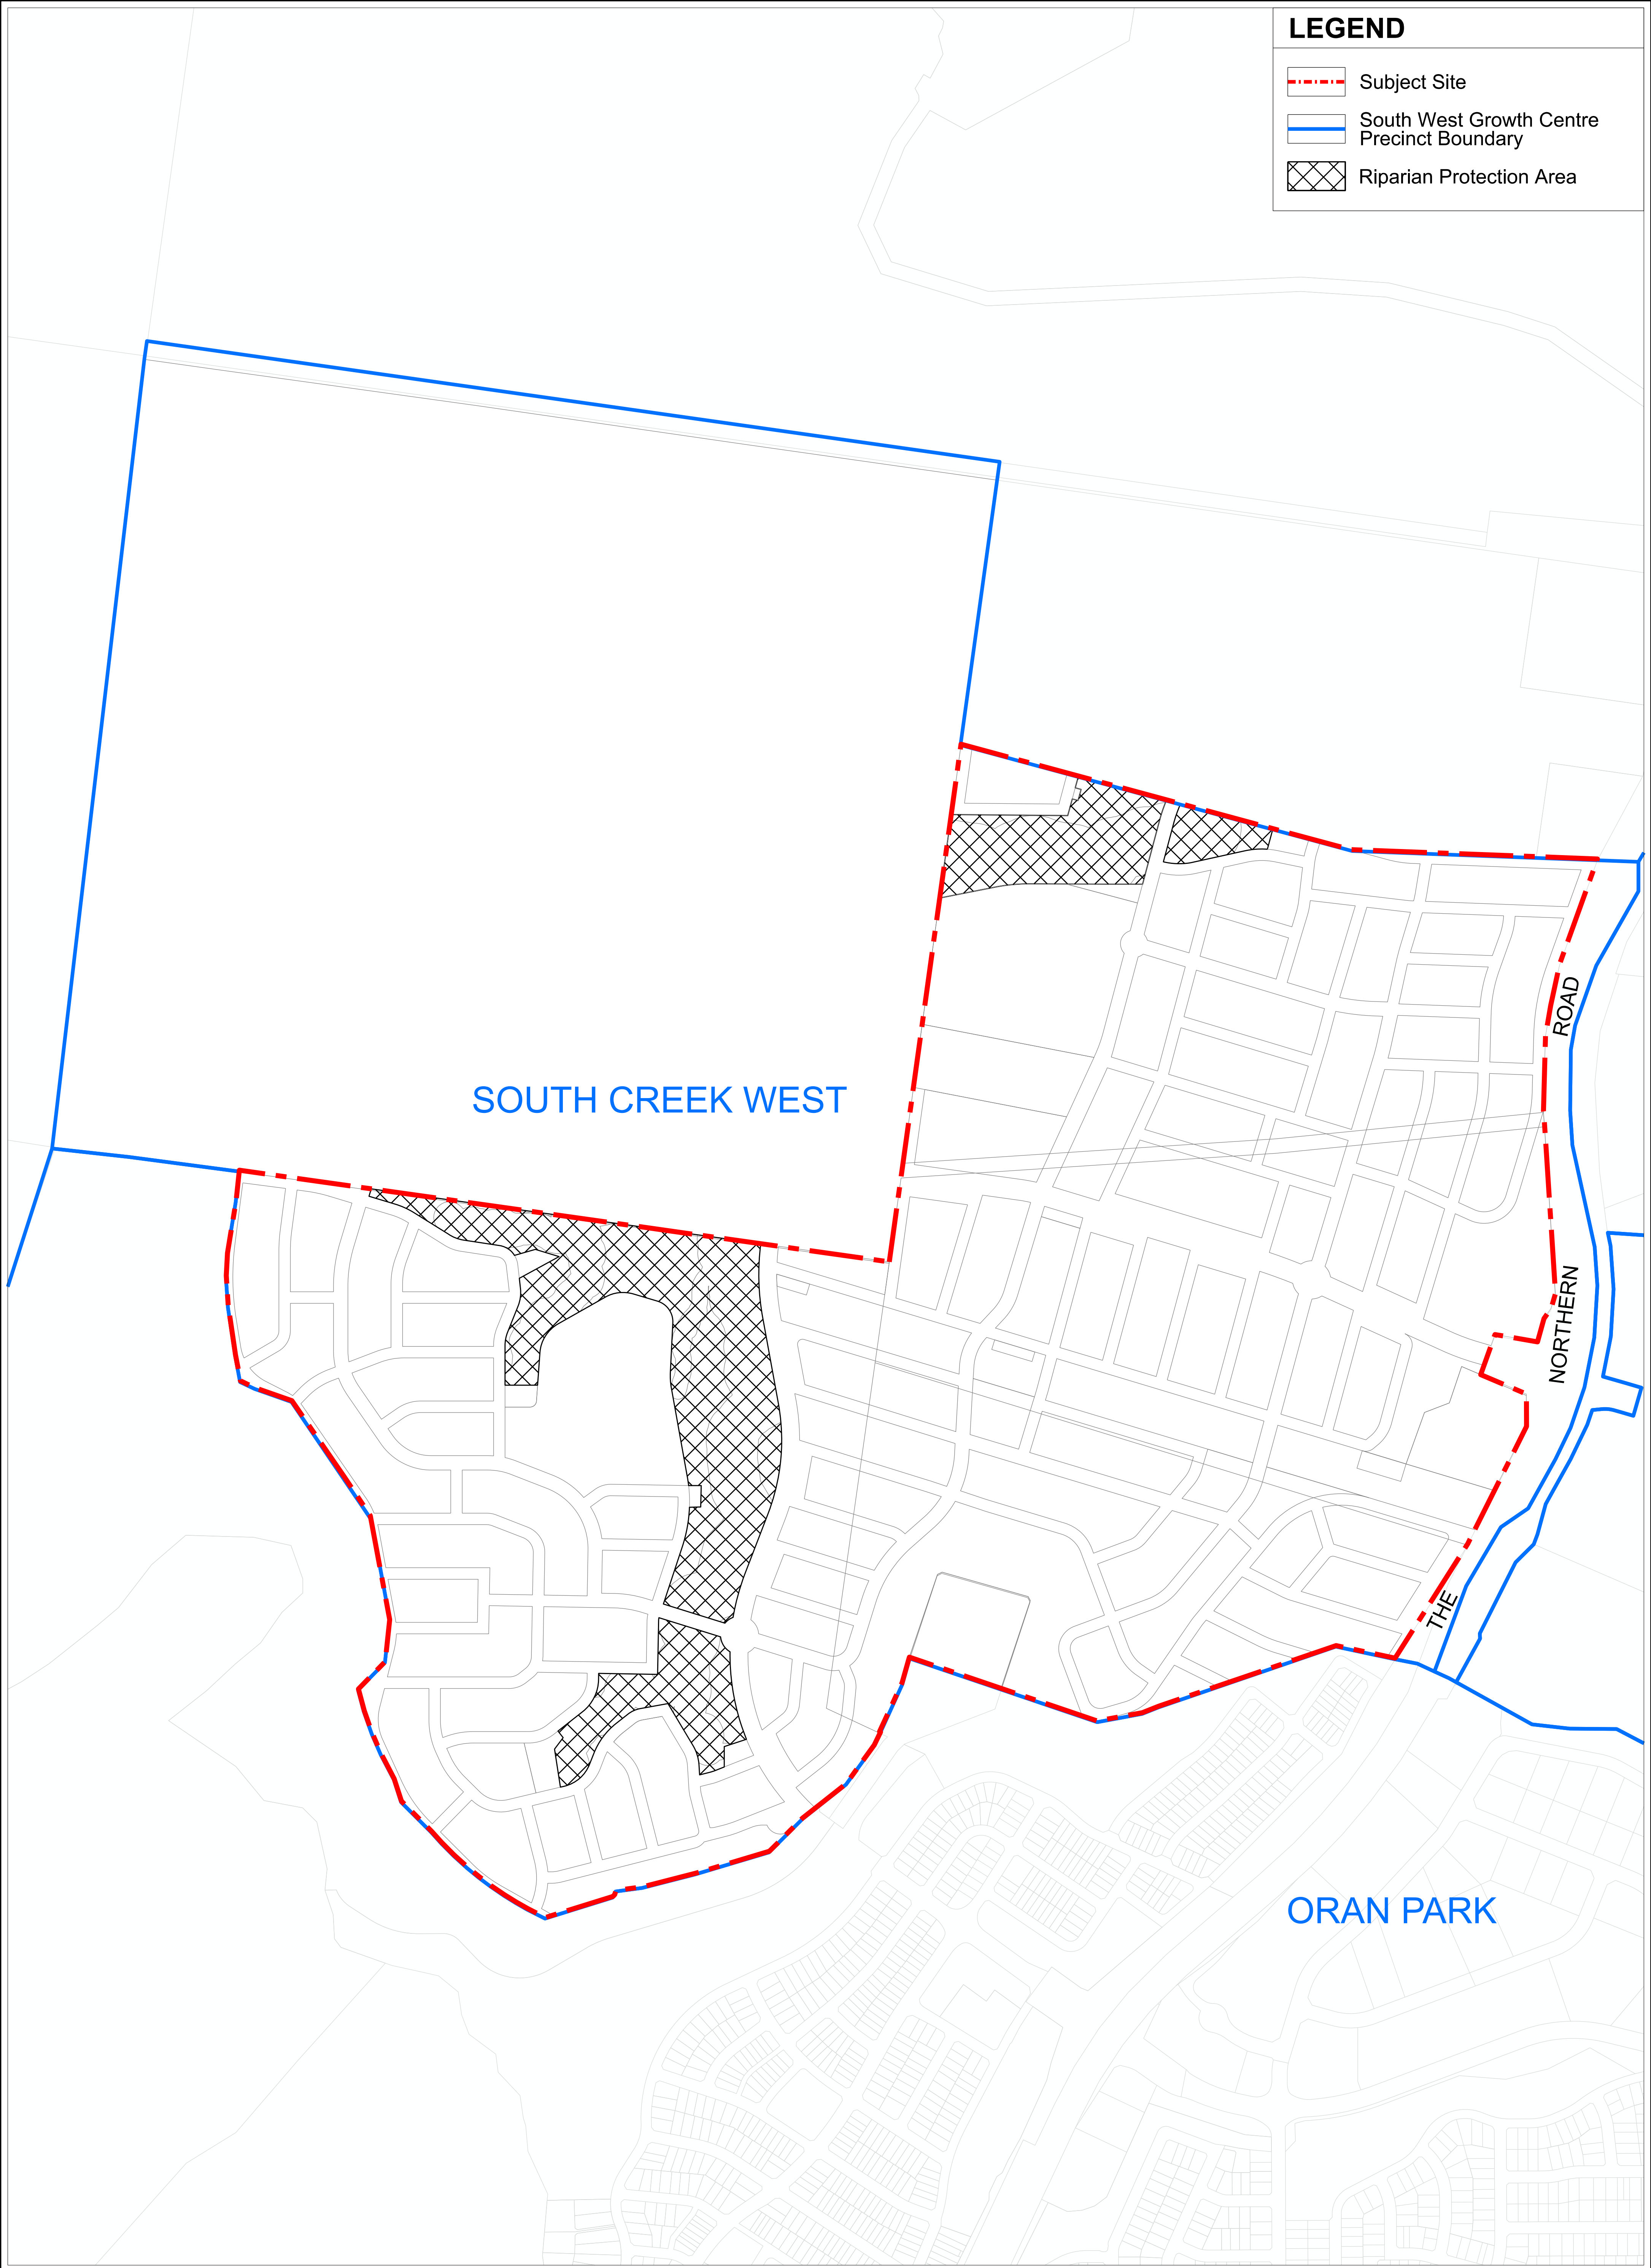 LEGEND
Subject Site
South West Growth Centre
Precinct Boundary
Riparian Protection Area
ROAD
SOUTH CREEK WEST
NORTHERN
THE
ORAN PARK